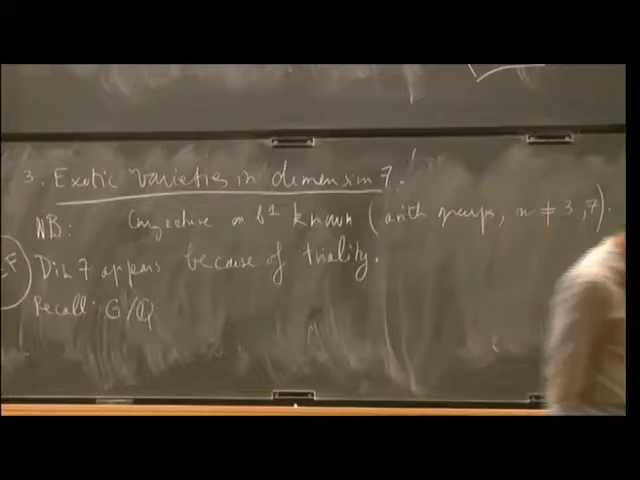 3. Exotic varieties in dimension 7.
NB: Conjecture on b¹ known (arith groups, n ≠ 3, 7).
Dim 7 appears because of triality.
Recall: G/ℚ